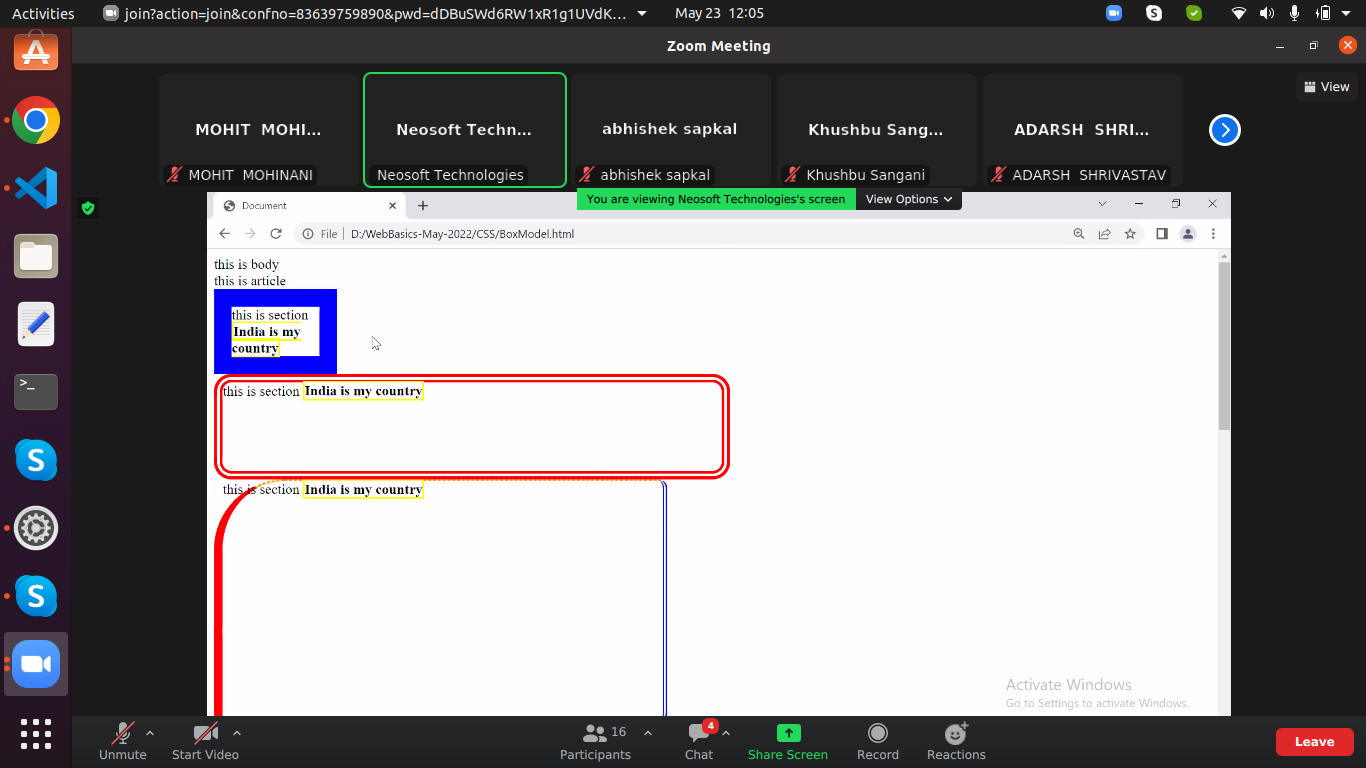 Activities
join?action=join&confno=83639759890&pwd=dDBuSWd6RW1xR1g1UVdK...
May 23 12:05
Zoom Meeting
MOHIT MOHI...
Neosoft Techn...
abhishek sapkal
Khushbu Sang...
ADARSH SHRI...
View
MOHIT MOHINANI
Neosoft Technologies
abhishek sapkal
Khushbu Sangani
ADARSH SHRIVASTAV
You are viewing Neosoft Technologies's screen
View Options
Document
File
D:/WebBasics-May-2022/CSS/BoxModel.html
this is body
this is article
this is section
India is my
country
this is section India is my country
this is section India is my country
Activate Windows
Go to Settings to activate Windows.
Unmute
Start Video
16
Participants
4
Chat
Share Screen
Record
Reactions
Leave